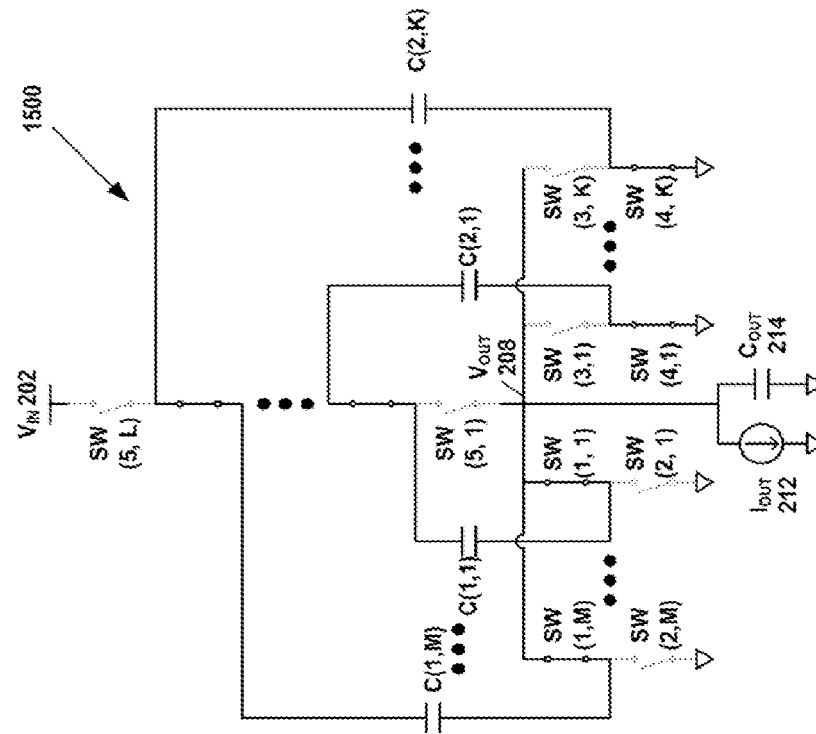 1500
V_IN 202
SW
(5, L)
C(2,K)
C(1,M)
C(2,1)
C(1,1)
SW
(5, 1)
V_OUT
208
SW
(1,M)
SW
(2,M)
SW
(1, 1)
SW
(2, 1)
SW
(3,1)
SW
(4,1)
SW
(3, K)
SW
(4, K)
I_OUT
212
C_OUT
214